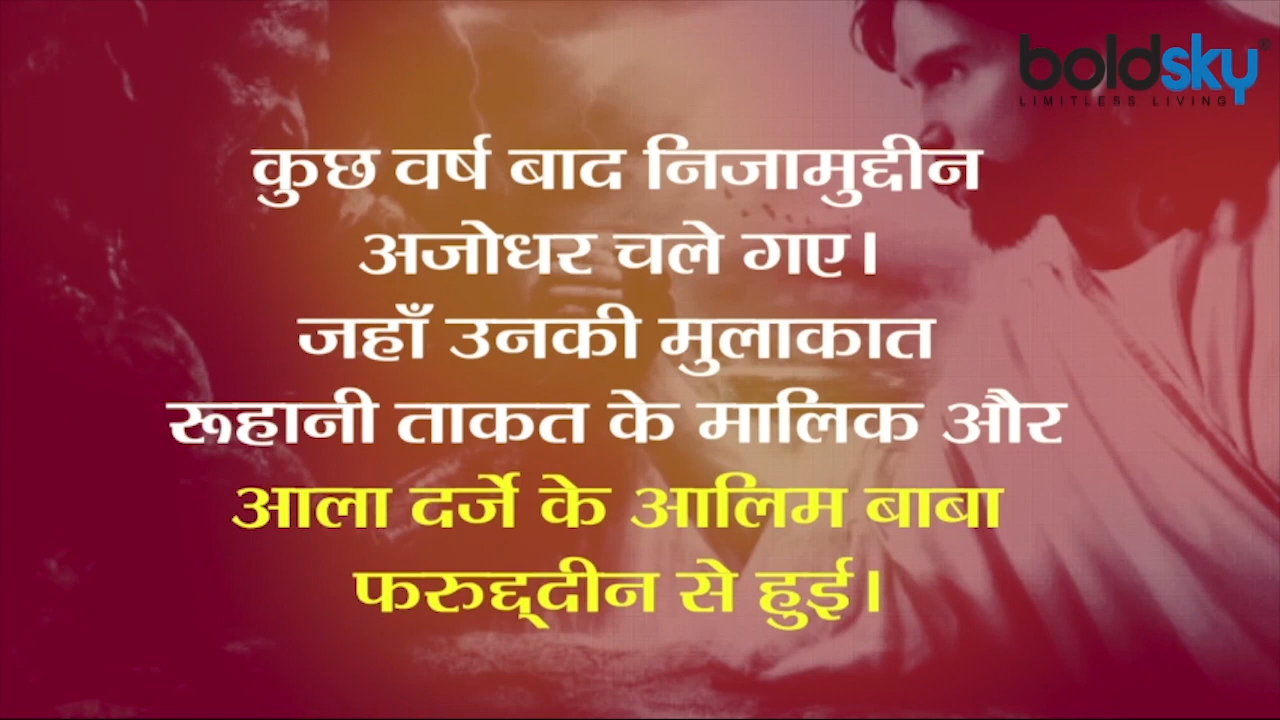 boldsky®
LIMITLESS LIVING
कुछ वर्ष बाद निजामुद्दीन
अजोधर चले गए।
जहाँ उनकी मुलाकात
रूहानी ताकत के मालिक और
आला दर्जे के आलिम बाबा
फरुद्द्दीन से हुई।